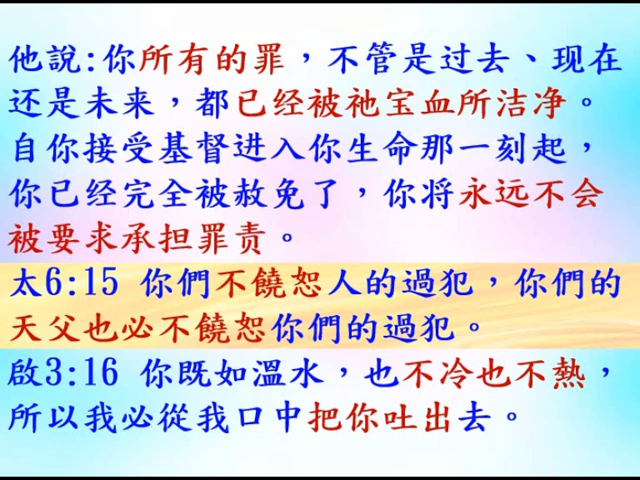 他說:你所有的罪，不管是过去、现在
还是未来，都已经被祂宝血所洁净。
自你接受基督进入你生命那一刻起，
你已经完全被赦免了，你将永远不会
被要求承担罪责。
太6:15 你們不饒恕人的過犯，你們的
天父也必不饒恕你們的過犯。
啟3:16 你既如溫水，也不冷也不熱，
所以我必從我口中把你吐出去。